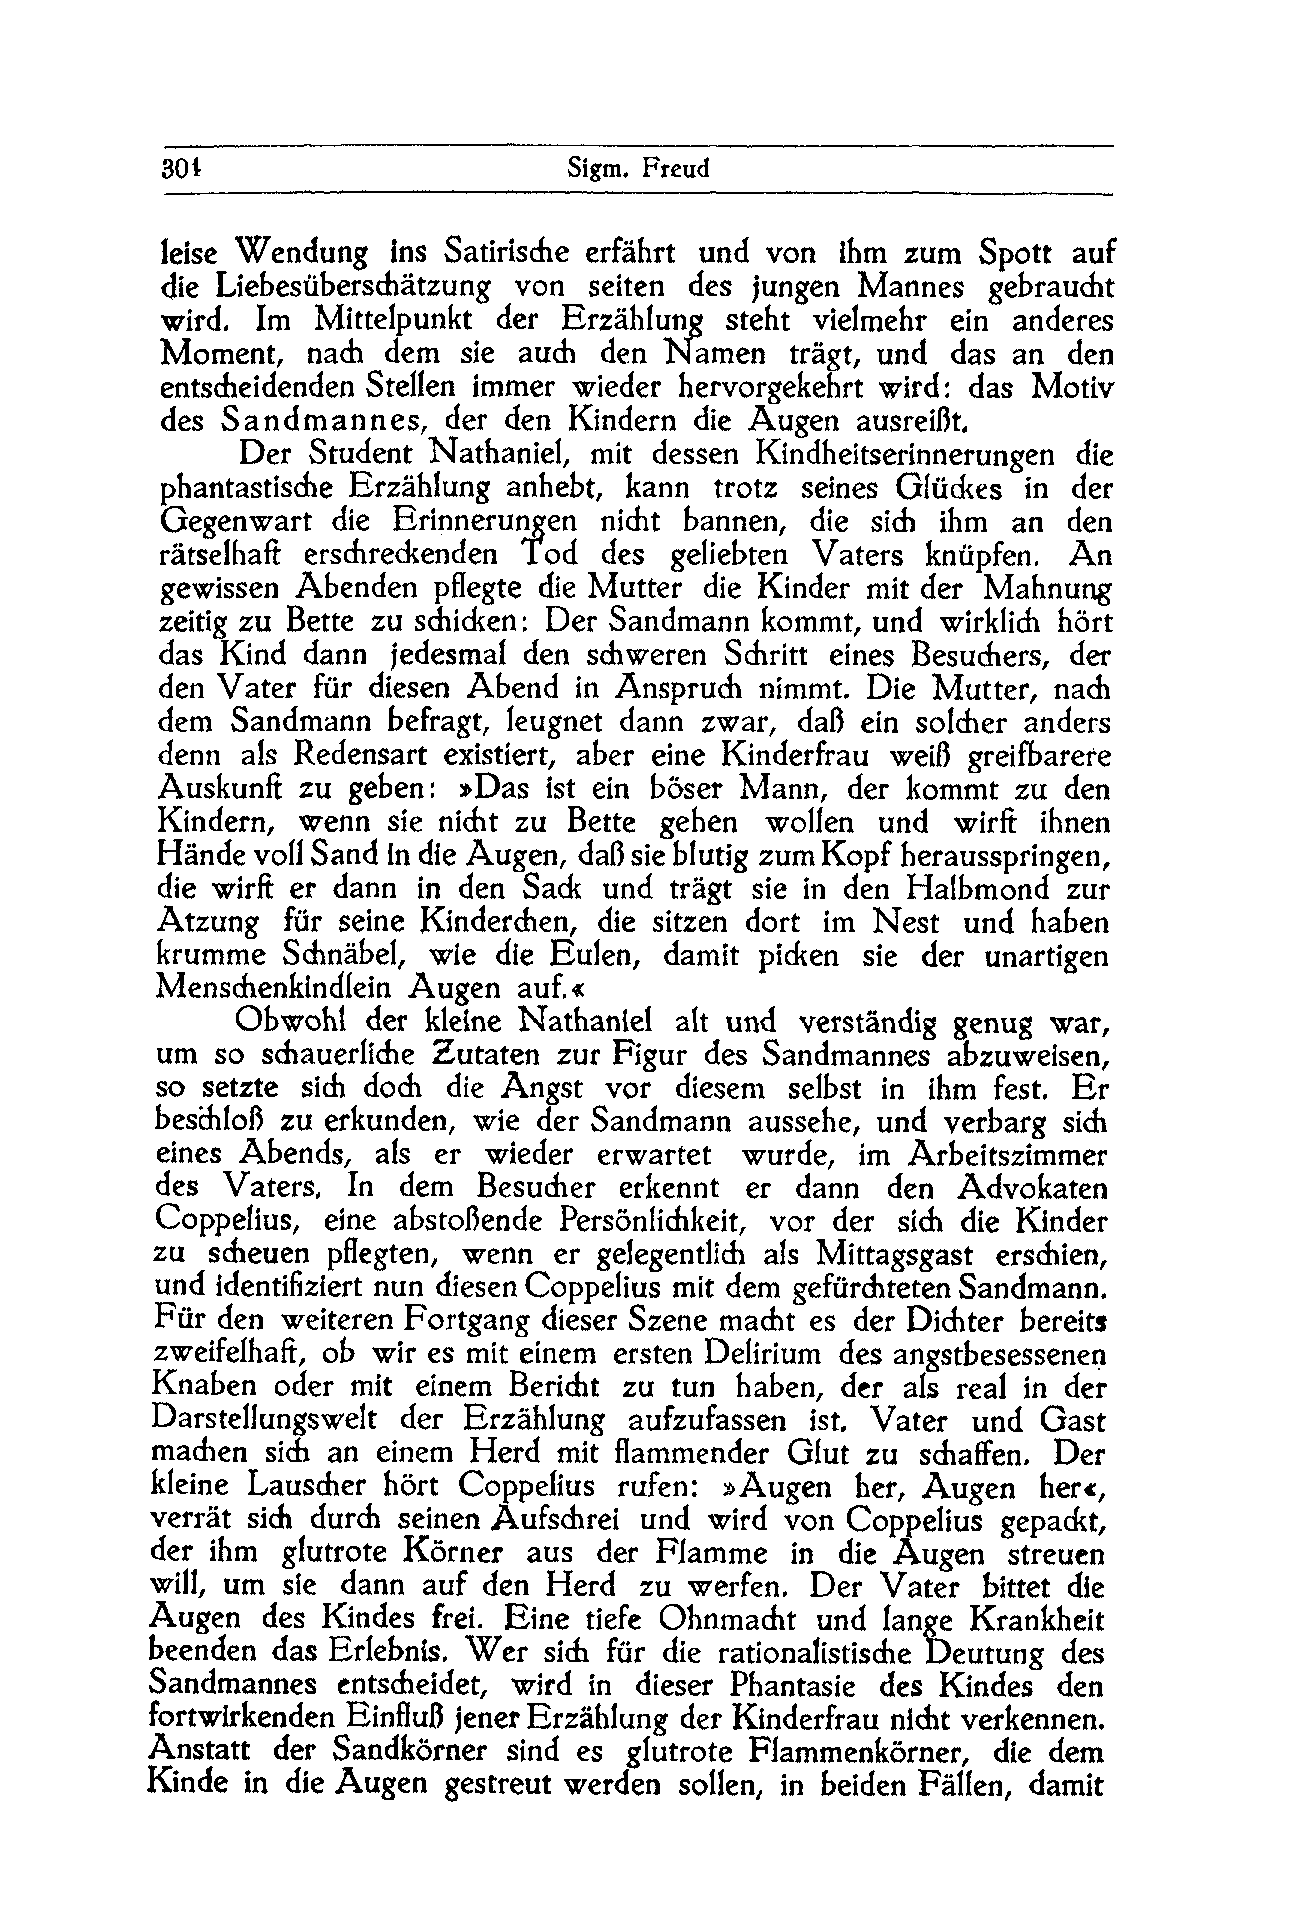 304 Sigm. Freud
leise Wendung ins Satirische erfährt und von ihm zum Spott auf
die Liebesüberschätzung von seiten des jungen Mannes gebraucht
wird. Im Mittelpunkt der Erzählung steht vielmehr ein anderes
Moment, nach dem sie auch den Namen trägt, und das an den
entscheidenden Stellen immer wieder hervorgekehrt wird: das Motiv
des Sandmannes, der den Kindern die Augen ausreißt.
Der Student Nathaniel, mit dessen Kindheitserinnerungen die
phantastische Erzählung anhebt, kann trotz seines Glückes in der
Gegenwart die Erinnerungen nicht bannen, die sich ihm an den
rätselhaft erschreckenden Tod des geliebten Vaters knüpfen. An
gewissen Abenden pflegte die Mutter die Kinder mit der Mahnung
zeitig zu Bette zu schicken: Der Sandmann kommt, und wirklich hört
das Kind dann jedesmal den schweren Schritt eines Besuchers, der
den Vater für diesen Abend in Anspruch nimmt. Die Mutter, nach
dem Sandmann befragt, leugnet dann zwar, daß ein solcher anders
denn als Redensart existiert, aber eine Kinderfrau weiß greifbarere
Auskunft zu geben: »Das ist ein böser Mann, der kommt zu den
Kindern, wenn sie nicht zu Bette gehen wollen und wirft ihnen
Hände voll Sand in die Augen, daß sie blutig zum Kopf herausspringen,
die wirft er dann in den Sack und trägt sie in den Halbmond zur
Atzung für seine Kinderchen, die sitzen dort im Nest und haben
krumme Schnäbel, wie die Eulen, damit picken sie der unartigen
Menschenkindlein Augen auf.«
Obwohl der kleine Nathaniel alt und verständig genug war,
um so schauerliche Zutaten zur Figur des Sandmannes abzuweisen,
so setzte sich doch die Angst vor diesem selbst in ihm fest. Er
beschloß zu erkunden, wie der Sandmann aussehe, und verbarg sich
eines Abends, als er wieder erwartet wurde, im Arbeitszimmer
des Vaters. In dem Besucher erkennt er dann den Advokaten
Coppelius, eine abstoßende Persönlichkeit, vor der sich die Kinder
zu scheuen pflegten, wenn er gelegentlich als Mittagsgast erschien,
und identifiziert nun diesen Coppelius mit dem gefürchteten Sandmann.
Für den weiteren Fortgang dieser Szene macht es der Dichter bereits
zweifelhaft, ob wir es mit einem ersten Delirium des angstbesessenen
Knaben oder mit einem Bericht zu tun haben, der als real in der
Darstellungswelt der Erzählung aufzufassen ist. Vater und Gast
machen sich an einem Herd mit flammender Glut zu schaffen. Der
kleine Lauscher hört Coppelius rufen: »Augen her, Augen her«,
verrät sich durch seinen Aufschrei und wird von Coppelius gepackt,
der ihm glutrote Körner aus der Flamme in die Augen streuen
will, um sie dann auf den Herd zu werfen. Der Vater bittet die
Augen des Kindes frei. Eine tiefe Ohnmacht und lange Krankheit
beenden das Erlebnis. Wer sich für die rationalistische Deutung des
Sandmannes entscheidet, wird in dieser Phantasie des Kindes den
fortwirkenden Einfluß jener Erzählung der Kinderfrau nicht verkennen.
Anstatt der Sandkörner sind es glutrote Flammenkörner, die dem
Kinde in die Augen gestreut werden sollen, in beiden Fällen, damit